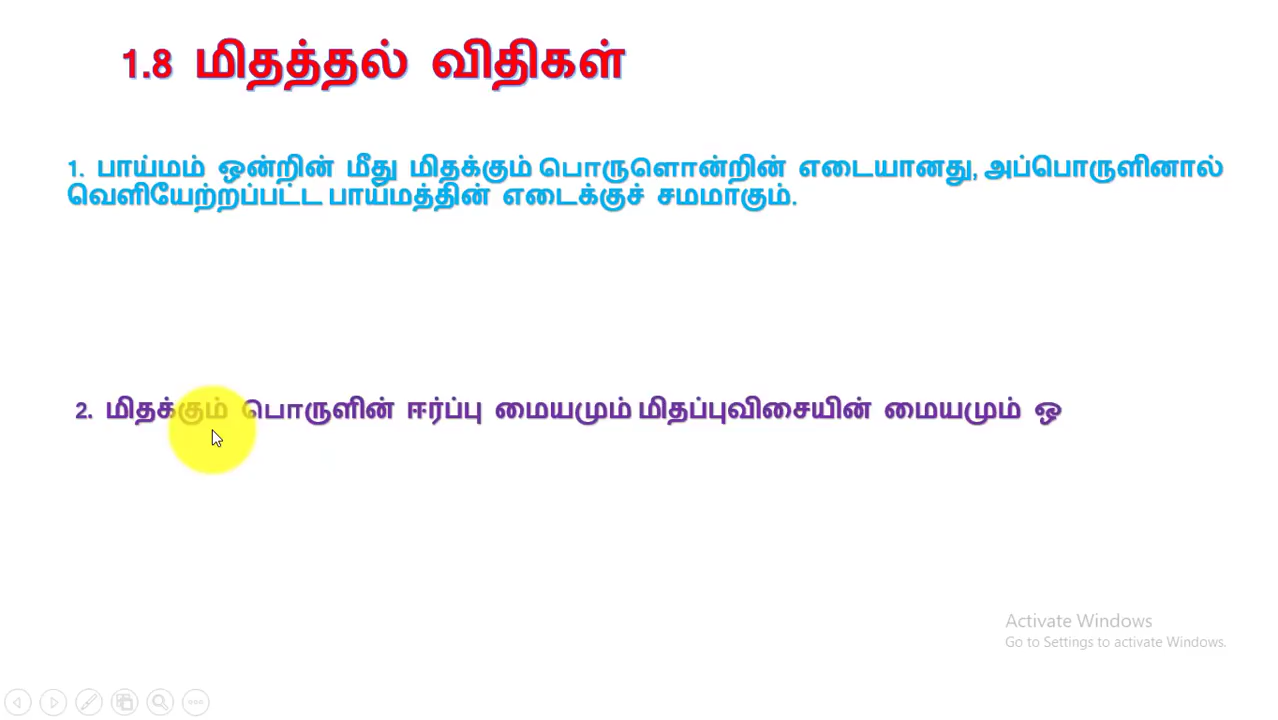 1.8 மிதத்தல் விதிகள்
1. பாய்மம் ஒன்றின் மீது மிதக்கும் பொருளொன்றின் எடையானது, அப்பொருளினால்
வெளியேற்றப்பட்ட பாய்மத்தின் எடைக்குச் சமமாகும்.
2. மிதக்கும் பொருளின் ஈர்ப்பு மையமும் மிதப்புவிசையின் மையமும் ஒ
Activate Windows
Go to Settings to activate Windows.